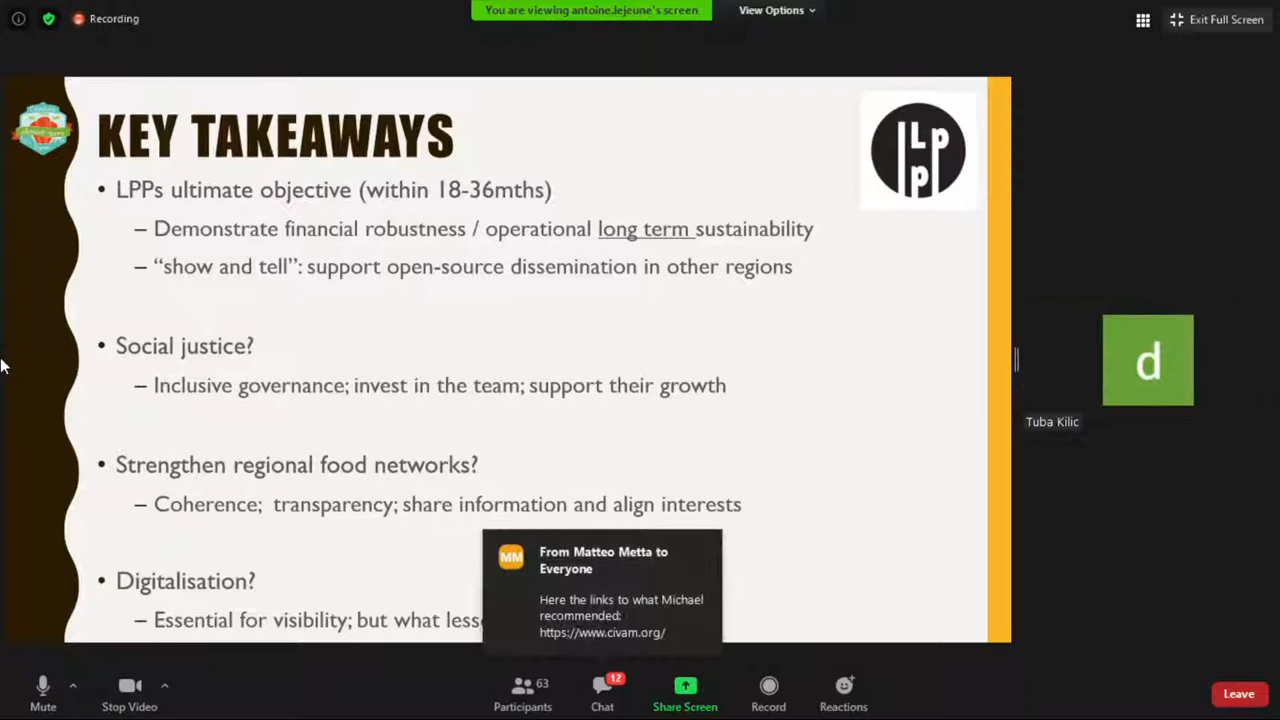 Recording
You are viewing antoine.lejeune's screen
View Options
Exit Full Screen
KEY TAKEAWAYS
LPP
p
• LPPs ultimate objective (within 18-36mths)
– Demonstrate financial robustness / operational long term sustainability
– “show and tell”: support open-source dissemination in other regions
• Social justice?
– Inclusive governance; invest in the team; support their growth
• Strengthen regional food networks?
– Coherence;  transparency; share information and align interests
• Digitalisation?
– Essential for visibility; but what
d
Tuba Kilic
MM
From Matteo Metta to
Everyone
Here the links to what Michael
recommended:
https://www.civam.org/
Mute
Stop Video
63
Participants
12
Chat
Share Screen
Record
Reactions
Leave